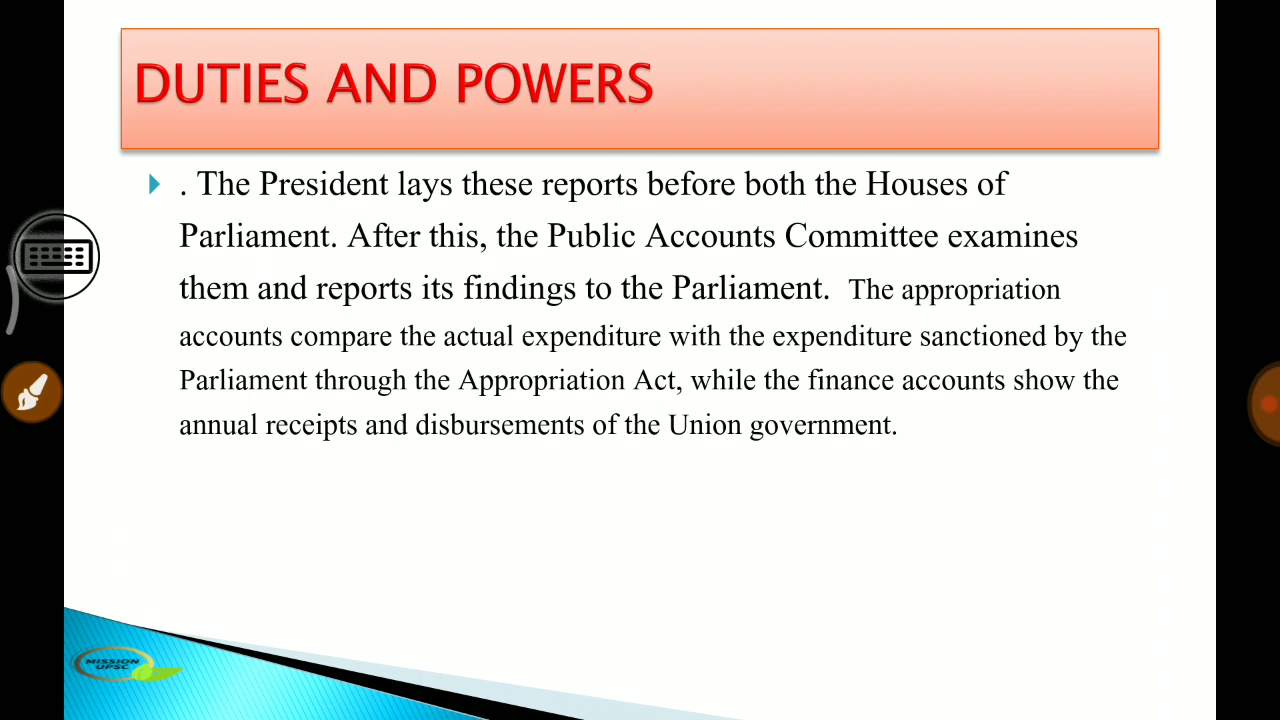 DUTIES AND POWERS
. The President lays these reports before both the Houses of
Parliament. After this, the Public Accounts Committee examines
them and reports its findings to the Parliament. The appropriation
accounts compare the actual expenditure with the expenditure sanctioned by the
Parliament through the Appropriation Act, while the finance accounts show the
annual receipts and disbursements of the Union government.
MISSION
UPSC